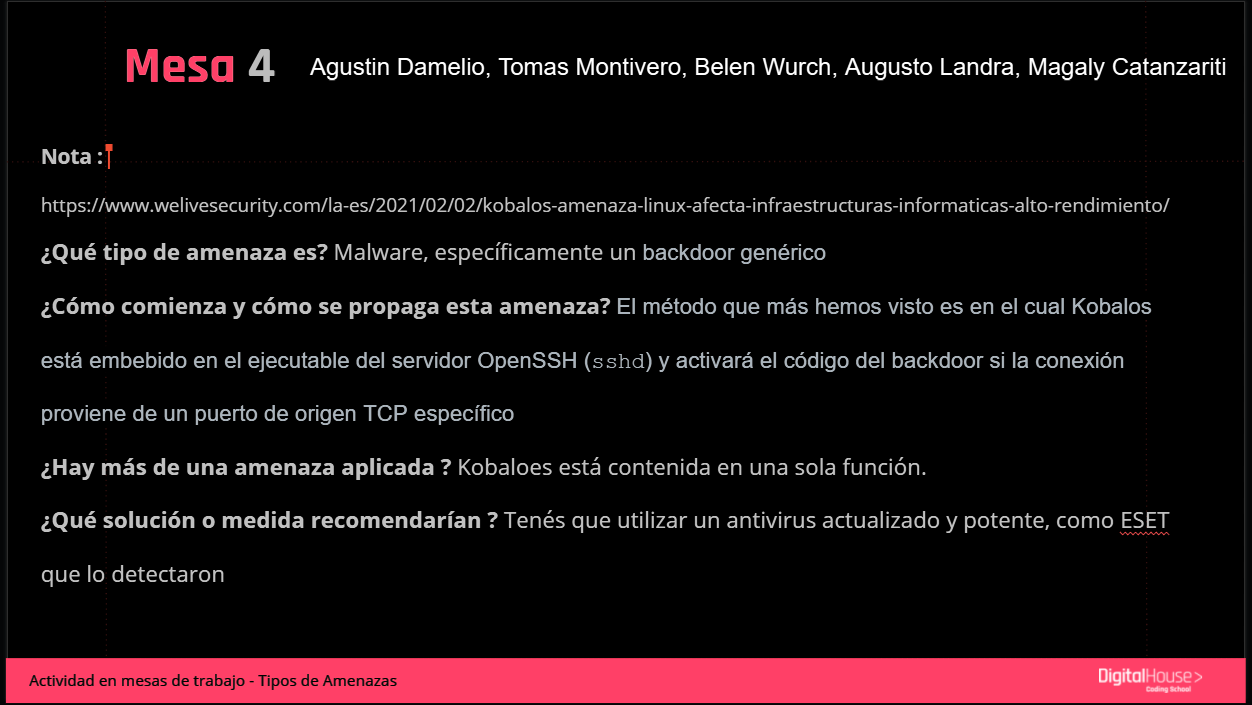 Mesa 4 Agustin Damelio, Tomas Montivero, Belen Wurch, Augusto Landra, Magaly Catanzariti
Nota :
https://www.welivesecurity.com/la-es/2021/02/02/kobalos-amenaza-linux-afecta-infraestructuras-informaticas-alto-rendimiento/
¿Qué tipo de amenaza es? Malware, específicamente un backdoor genérico
¿Cómo comienza y cómo se propaga esta amenaza? El método que más hemos visto es en el cual Kobalos
está embebido en el ejecutable del servidor OpenSSH (sshd) y activará el código del backdoor si la conexión
proviene de un puerto de origen TCP específico
¿Hay más de una amenaza aplicada ? Kobaloes está contenida en una sola función.
¿Qué solución o medida recomendarían ? Tenés que utilizar un antivirus actualizado y potente, como ESET
que lo detectaron
Actividad en mesas de trabajo - Tipos de Amenazas
DigitalHouse>
Coding School